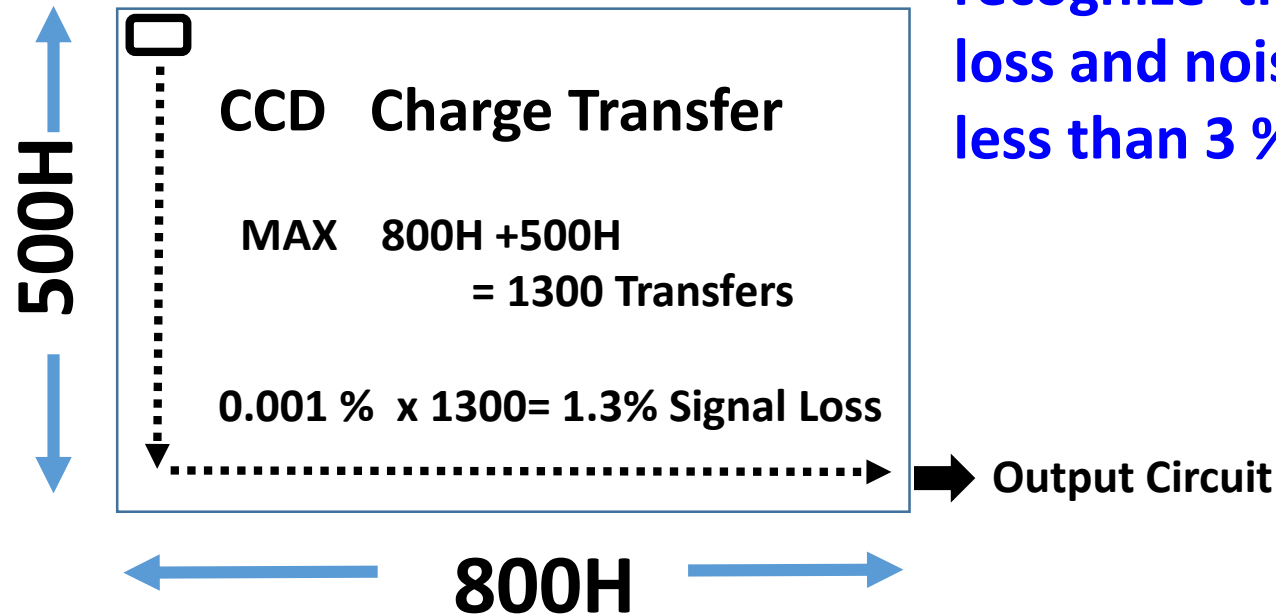 loss and nois
less than 3 %
CCD Charge Transfer
500H
MAX 800H +500H
= 1300 Transfers
0.001 % x 1300= 1.3% Signal Loss
Output Circuit
800H